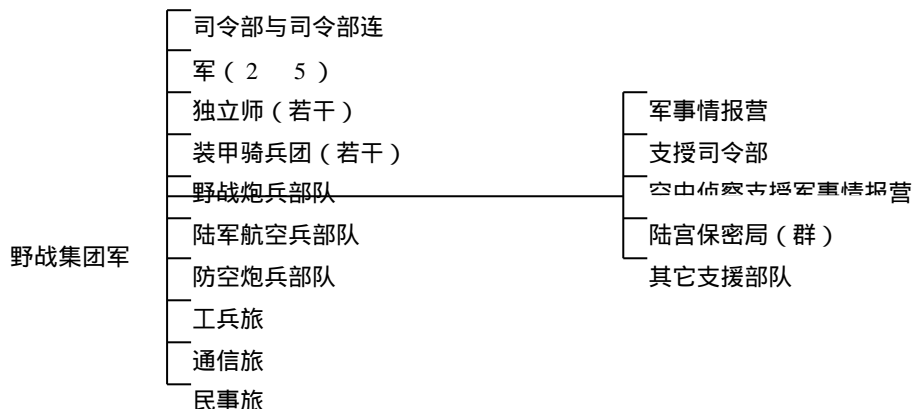 司令部与司令部连
军（2 5）
独立师（若干）
装甲骑兵团（若干）
野战炮兵部队
陆军航空兵部队
野战集团军
防空炮兵部队
工兵旅
通信旅
民事旅
军事情报营
支授司令部
空中侦察支授军事情报营
陆宫保密局（群）
其它支援部队